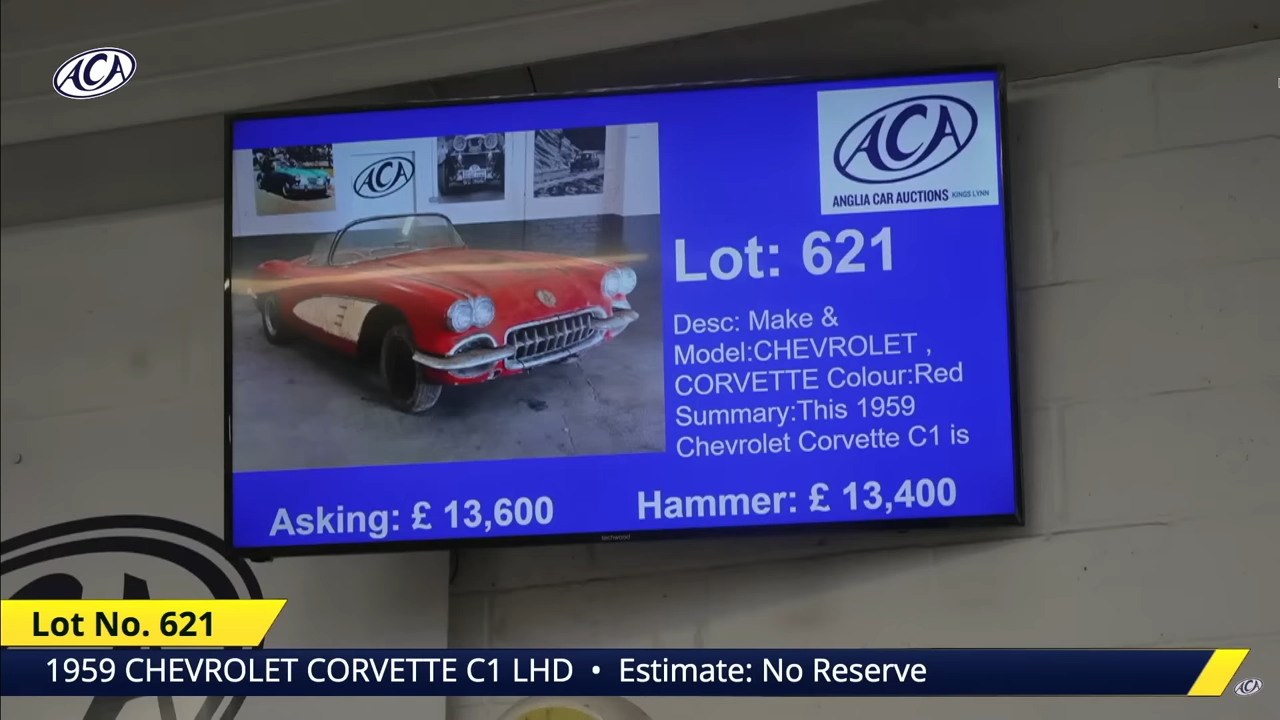 ACA
ACA
ACA
ANGLIA CAR AUCTIONS KINGS LYNN
Lot: 621
Desc: Make &
Model:CHEVROLET ,
CORVETTE Colour:Red
Summary:This 1959
Chevrolet Corvette C1 is
Asking: £ 13,600
Hammer: £ 13,400
techwood
Lot No. 621
1959 CHEVROLET CORVETTE C1 LHD • Estimate: No Reserve
ACA